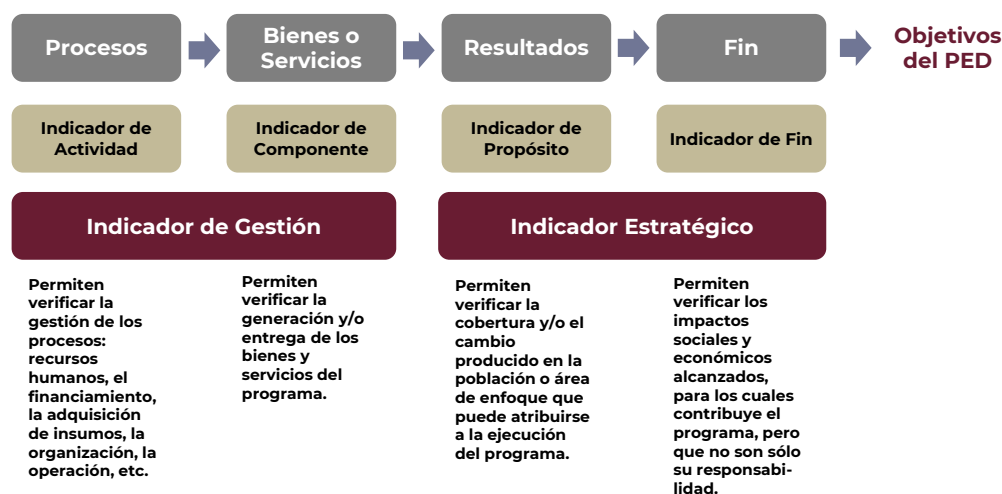 Procesos
Bienes o
Servicios
Resultados
Fin
Objetivos
del PED
Indicador de
Actividad
Indicador de
Componente
Indicador de
Propósito
Indicador de Fin
Indicador de Gestión
Indicador Estratégico
Permiten
verificar la
gestión de los
procesos:
recursos
humanos, el
financiamiento,
la adquisición
de insumos, la
organización, la
operación, etc.
Permiten
verificar la
generación y/o
entrega de los
bienes y
servicios del
programa.
Permiten
verificar la
cobertura y/o el
cambio
producido en la
población o área
de enfoque que
puede atribuirse
a la ejecución
del programa.
Permiten
verificar los
impactos
sociales y
económicos
alcanzados,
para los cuales
contribuye el
programa, pero
que no son sólo
su responsabi-
lidad.